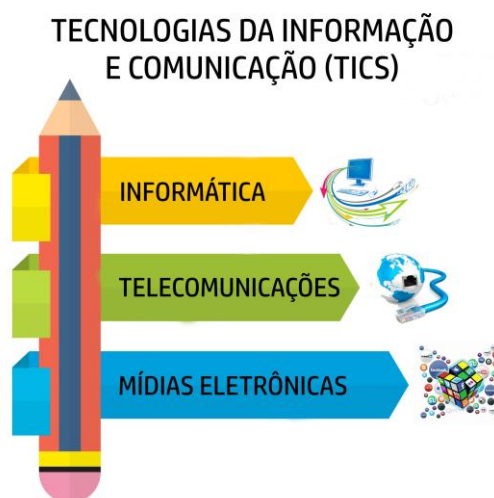 TECNOLOGIAS DA INFORMAÇÃO
E COMUNICAÇÃO (TICS)
INFORMÁTICA
TELECOMUNICAÇÕES
MÍDIAS ELETRÔNICAS